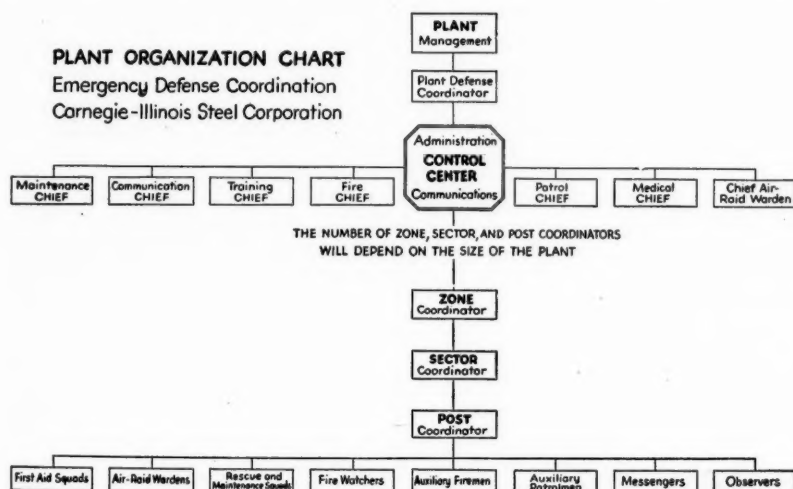 PLANT
Management
PLANT ORGANIZATION CHART
Emergency Defense Coordination
Carnegie-Illinois Steel Corporation
Plant Defense
Coordinator
Administration
CONTROL
CENTER
Communications
Maintenance
CHIEF
Communication
CHIEF
Training
CHIEF
Fire
CHIEF
Patrol
CHIEF
Medical
CHIEF
Chief Air-
Raid Warden
THE NUMBER OF ZONE, SECTOR, AND POST COORDINATORS
WILL DEPEND ON THE SIZE OF THE PLANT
ZONE
Coordinator
SECTOR
Coordinator
POST
Coordinator
First Aid Squads
Air-Raid Wardens
Rescue and
Maintenance Squads
Fire Watchers
Auxiliary Firemen
Auxiliary
Patrolmen
Messengers
Observers